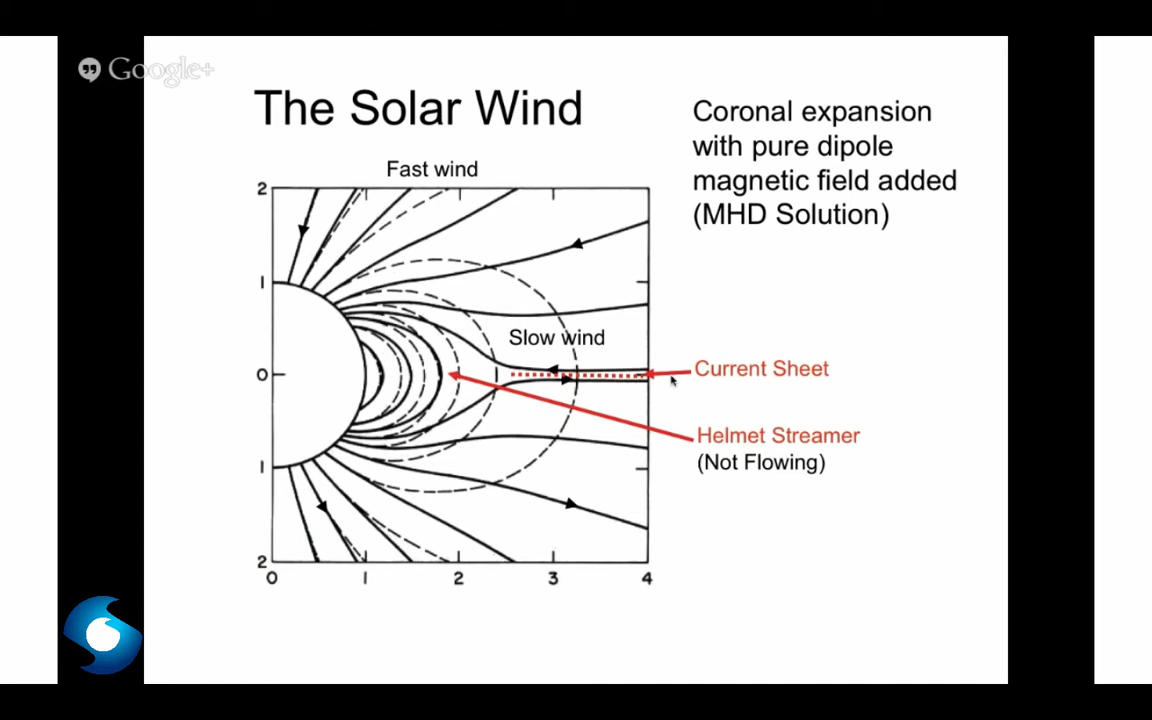 Google+
The Solar Wind
Coronal expansion
with pure dipole
magnetic field added
(MHD Solution)
Fast wind
2
1
Slow wind
0
Current Sheet
Helmet Streamer
(Not Flowing)
1
2
0 1 2 3 4